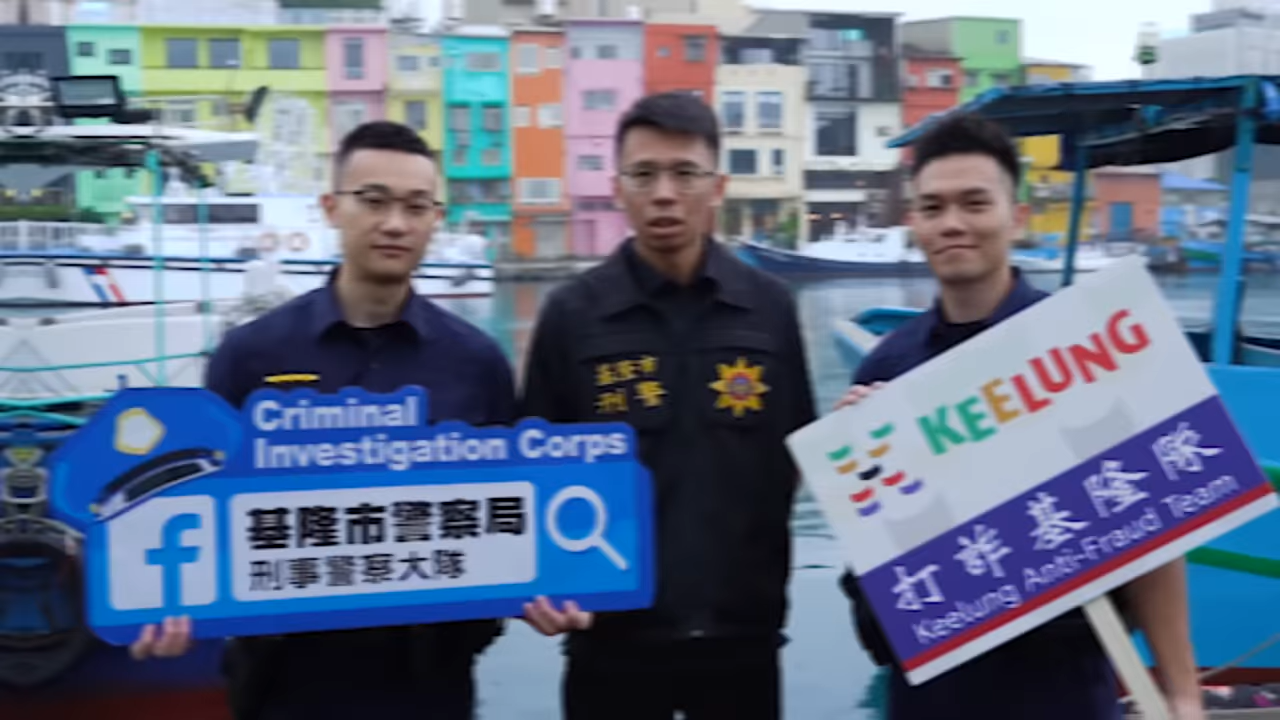 Criminal
Investigation Corps
基隆市警察局
刑事警察大隊
基隆市
刑警
KEELUNG
打詐基隆隊
Keelung Anti-Fraud Team